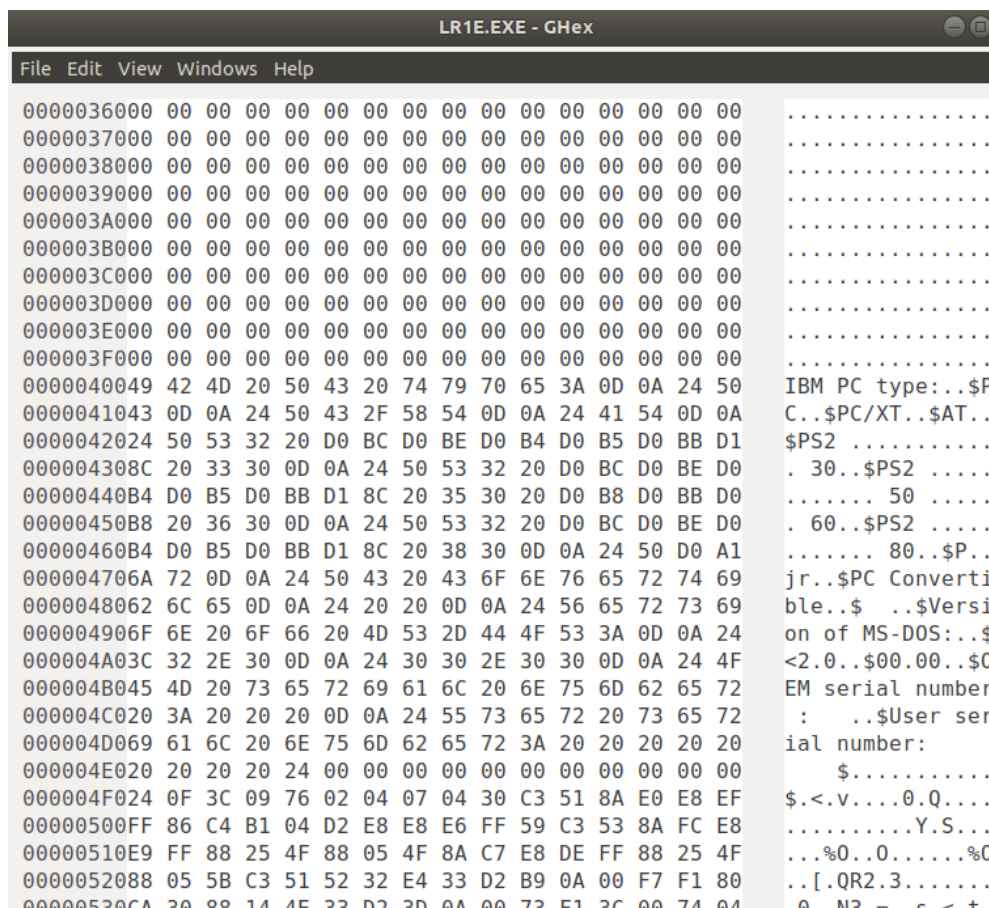 LR1E.EXE - GHex
File Edit View Windows Help
0000036000 00 00 00 00 00 00 00 00 00 00 00 00 00 00 00 ................
0000037000 00 00 00 00 00 00 00 00 00 00 00 00 00 00 00 ................
0000038000 00 00 00 00 00 00 00 00 00 00 00 00 00 00 00 ................
0000039000 00 00 00 00 00 00 00 00 00 00 00 00 00 00 00 ................
000003A000 00 00 00 00 00 00 00 00 00 00 00 00 00 00 00 ................
000003B000 00 00 00 00 00 00 00 00 00 00 00 00 00 00 00 ................
000003C000 00 00 00 00 00 00 00 00 00 00 00 00 00 00 00 ................
000003D000 00 00 00 00 00 00 00 00 00 00 00 00 00 00 00 ................
000003E000 00 00 00 00 00 00 00 00 00 00 00 00 00 00 00 ................
000003F000 00 00 00 00 00 00 00 00 00 00 00 00 00 00 00 ................
0000040049 42 4D 20 50 43 20 74 79 70 65 3A 0D 0A 24 50 IBM PC type:..$P
0000041043 0D 0A 24 50 43 2F 58 54 0D 0A 24 41 54 0D 0A C..$PC/XT..$AT..
0000042024 50 53 32 20 D0 BC D0 BE D0 B4 D0 B5 D0 BB D1 $PS2 ...........
000004308C 20 33 30 0D 0A 24 50 53 32 20 D0 BC D0 BE D0 . 30..$PS2 .....
00000440B4 D0 B5 D0 BB D1 8C 20 35 30 20 D0 B8 D0 BB D0 ....... 50 .....
00000450B8 20 36 30 0D 0A 24 50 53 32 20 D0 BC D0 BE D0 . 60..$PS2 .....
00000460B4 D0 B5 D0 BB D1 8C 20 38 30 0D 0A 24 50 D0 A1 ....... 80..$P..
000004706A 72 0D 0A 24 50 43 20 43 6F 6E 76 65 72 74 69 jr..$PC Converti
0000048062 6C 65 0D 0A 24 20 20 0D 0A 24 56 65 72 73 69 ble..$  ..$Versi
000004906F 6E 20 6F 66 20 4D 53 2D 44 4F 53 3A 0D 0A 24 on of MS-DOS:..$
000004A03C 32 2E 30 0D 0A 24 30 30 2E 30 30 0D 0A 24 4F <2.0..$00.00..$O
000004B045 4D 20 73 65 72 69 61 6C 20 6E 75 6D 62 65 72 EM serial number
000004C020 3A 20 20 20 0D 0A 24 55 73 65 72 20 73 65 72  :   ..$User ser
000004D069 61 6C 20 6E 75 6D 62 65 72 3A 20 20 20 20 20 ial number:
000004E020 20 20 20 24 00 00 00 00 00 00 00 00 00 00 00     $...........
000004F024 0F 3C 09 76 02 04 07 04 30 C3 51 8A E0 E8 EF $.<.v....0.Q....
00000500FF 86 C4 B1 04 D2 E8 E8 E6 FF 59 C3 53 8A FC E8 ..........Y.S...
00000510E9 FF 88 25 4F 88 05 4F 8A C7 E8 DE FF 88 25 4F ...%O..O......%O
0000052088 05 5B C3 51 52 32 E4 33 D2 B9 0A 00 F7 F1 80 ..[.QR2.3.......
00000530CA 30 88 14 4E 33 D2 3D 0A 00 73 F1 3C 00 74 04 .0..N3.=..s.<.t.